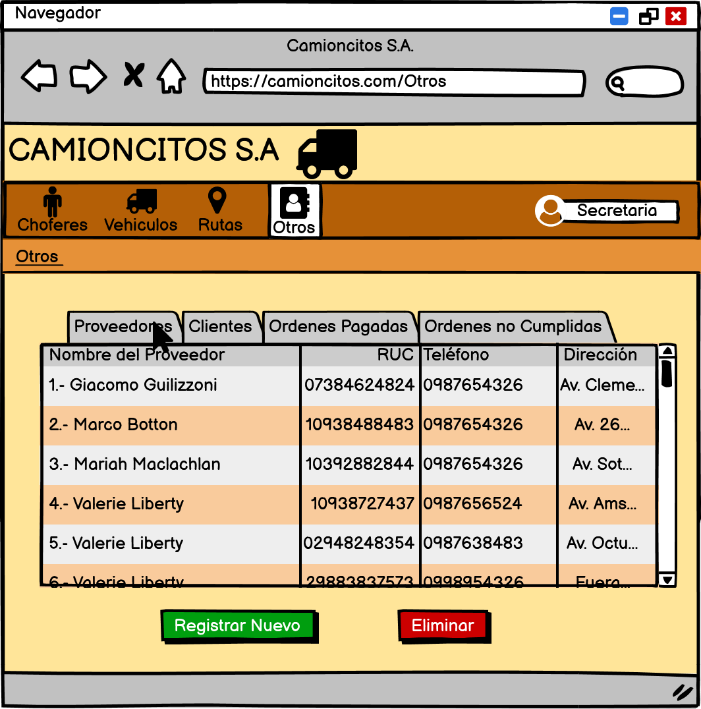 Navegador
Camioncitos S.A.
https://camioncitos.com/Otros
CAMIONCITOS S.A
Choferes Vehiculos Rutas Otros Secretaria
Otros
Proveedores Clientes Ordenes Pagadas Ordenes no Cumplidas
Nombre del Proveedor RUC Teléfono Dirección
1.- Giacomo Guilizzoni 07384624824 0987654326 Av. Cleme...
2.- Marco Botton 10938488483 0987654326 Av. 26...
3.- Mariah Maclachlan 10392882844 0987654326 Av. Sot...
4.- Valerie Liberty 10938727437 0987656524 Av. Ams...
5.- Valerie Liberty 02948248354 0987638483 Av. Octu...
6.- Valerie Liberty 29883837573 0998954326 Fuera...
Registrar Nuevo Eliminar